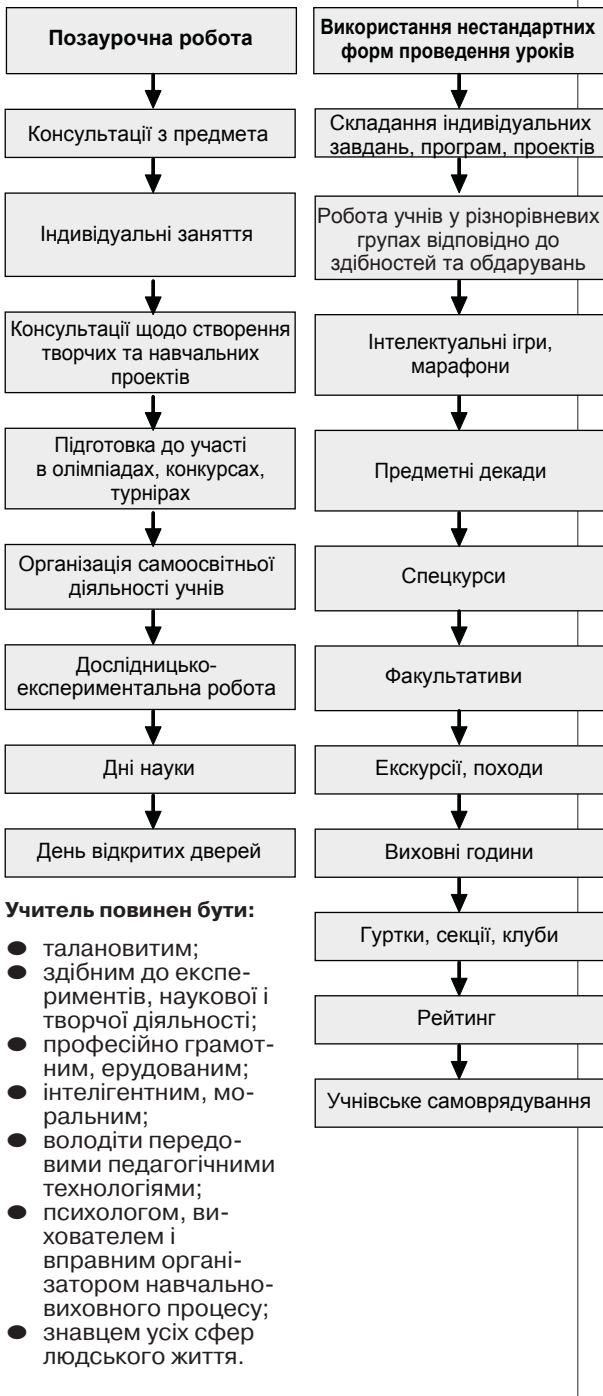 Позаурочна робота
Консультації з предмета
Індивідуальні заняття
Консультації щодо створення
творчих та навчальних
проектів
Підготовка до участі
в олімпіадах, конкурсах,
турнірах
Організація самоосвітньої
діяльності учнів
Дослідницько-
експериментальна робота
Дні науки
День відкритих дверей
Учитель повинен бути:
● талановитим;
● здібним до експе-
риментів, наукової і
творчої діяльності;
● професійно грамот-
ним, ерудованим;
● інтелігентним, мо-
ральним;
● володіти передо-
вими педагогічними
технологіями;
● психологом, ви-
хователем і
вправним органі-
затором навчально-
виховного процесу;
● знавцем усіх сфер
людського життя.
Використання нестандартних
форм проведення уроків
Складання індивідуальних
завдань, програм, проектів
Робота учнів у різнорівневих
групах відповідно до
здібностей та обдарувань
Інтелектуальні ігри,
марафони
Предметні декади
Спецкурси
Факультативи
Екскурсії, походи
Виховні години
Гуртки, секції, клуби
Рейтинг
Учнівське самоврядування